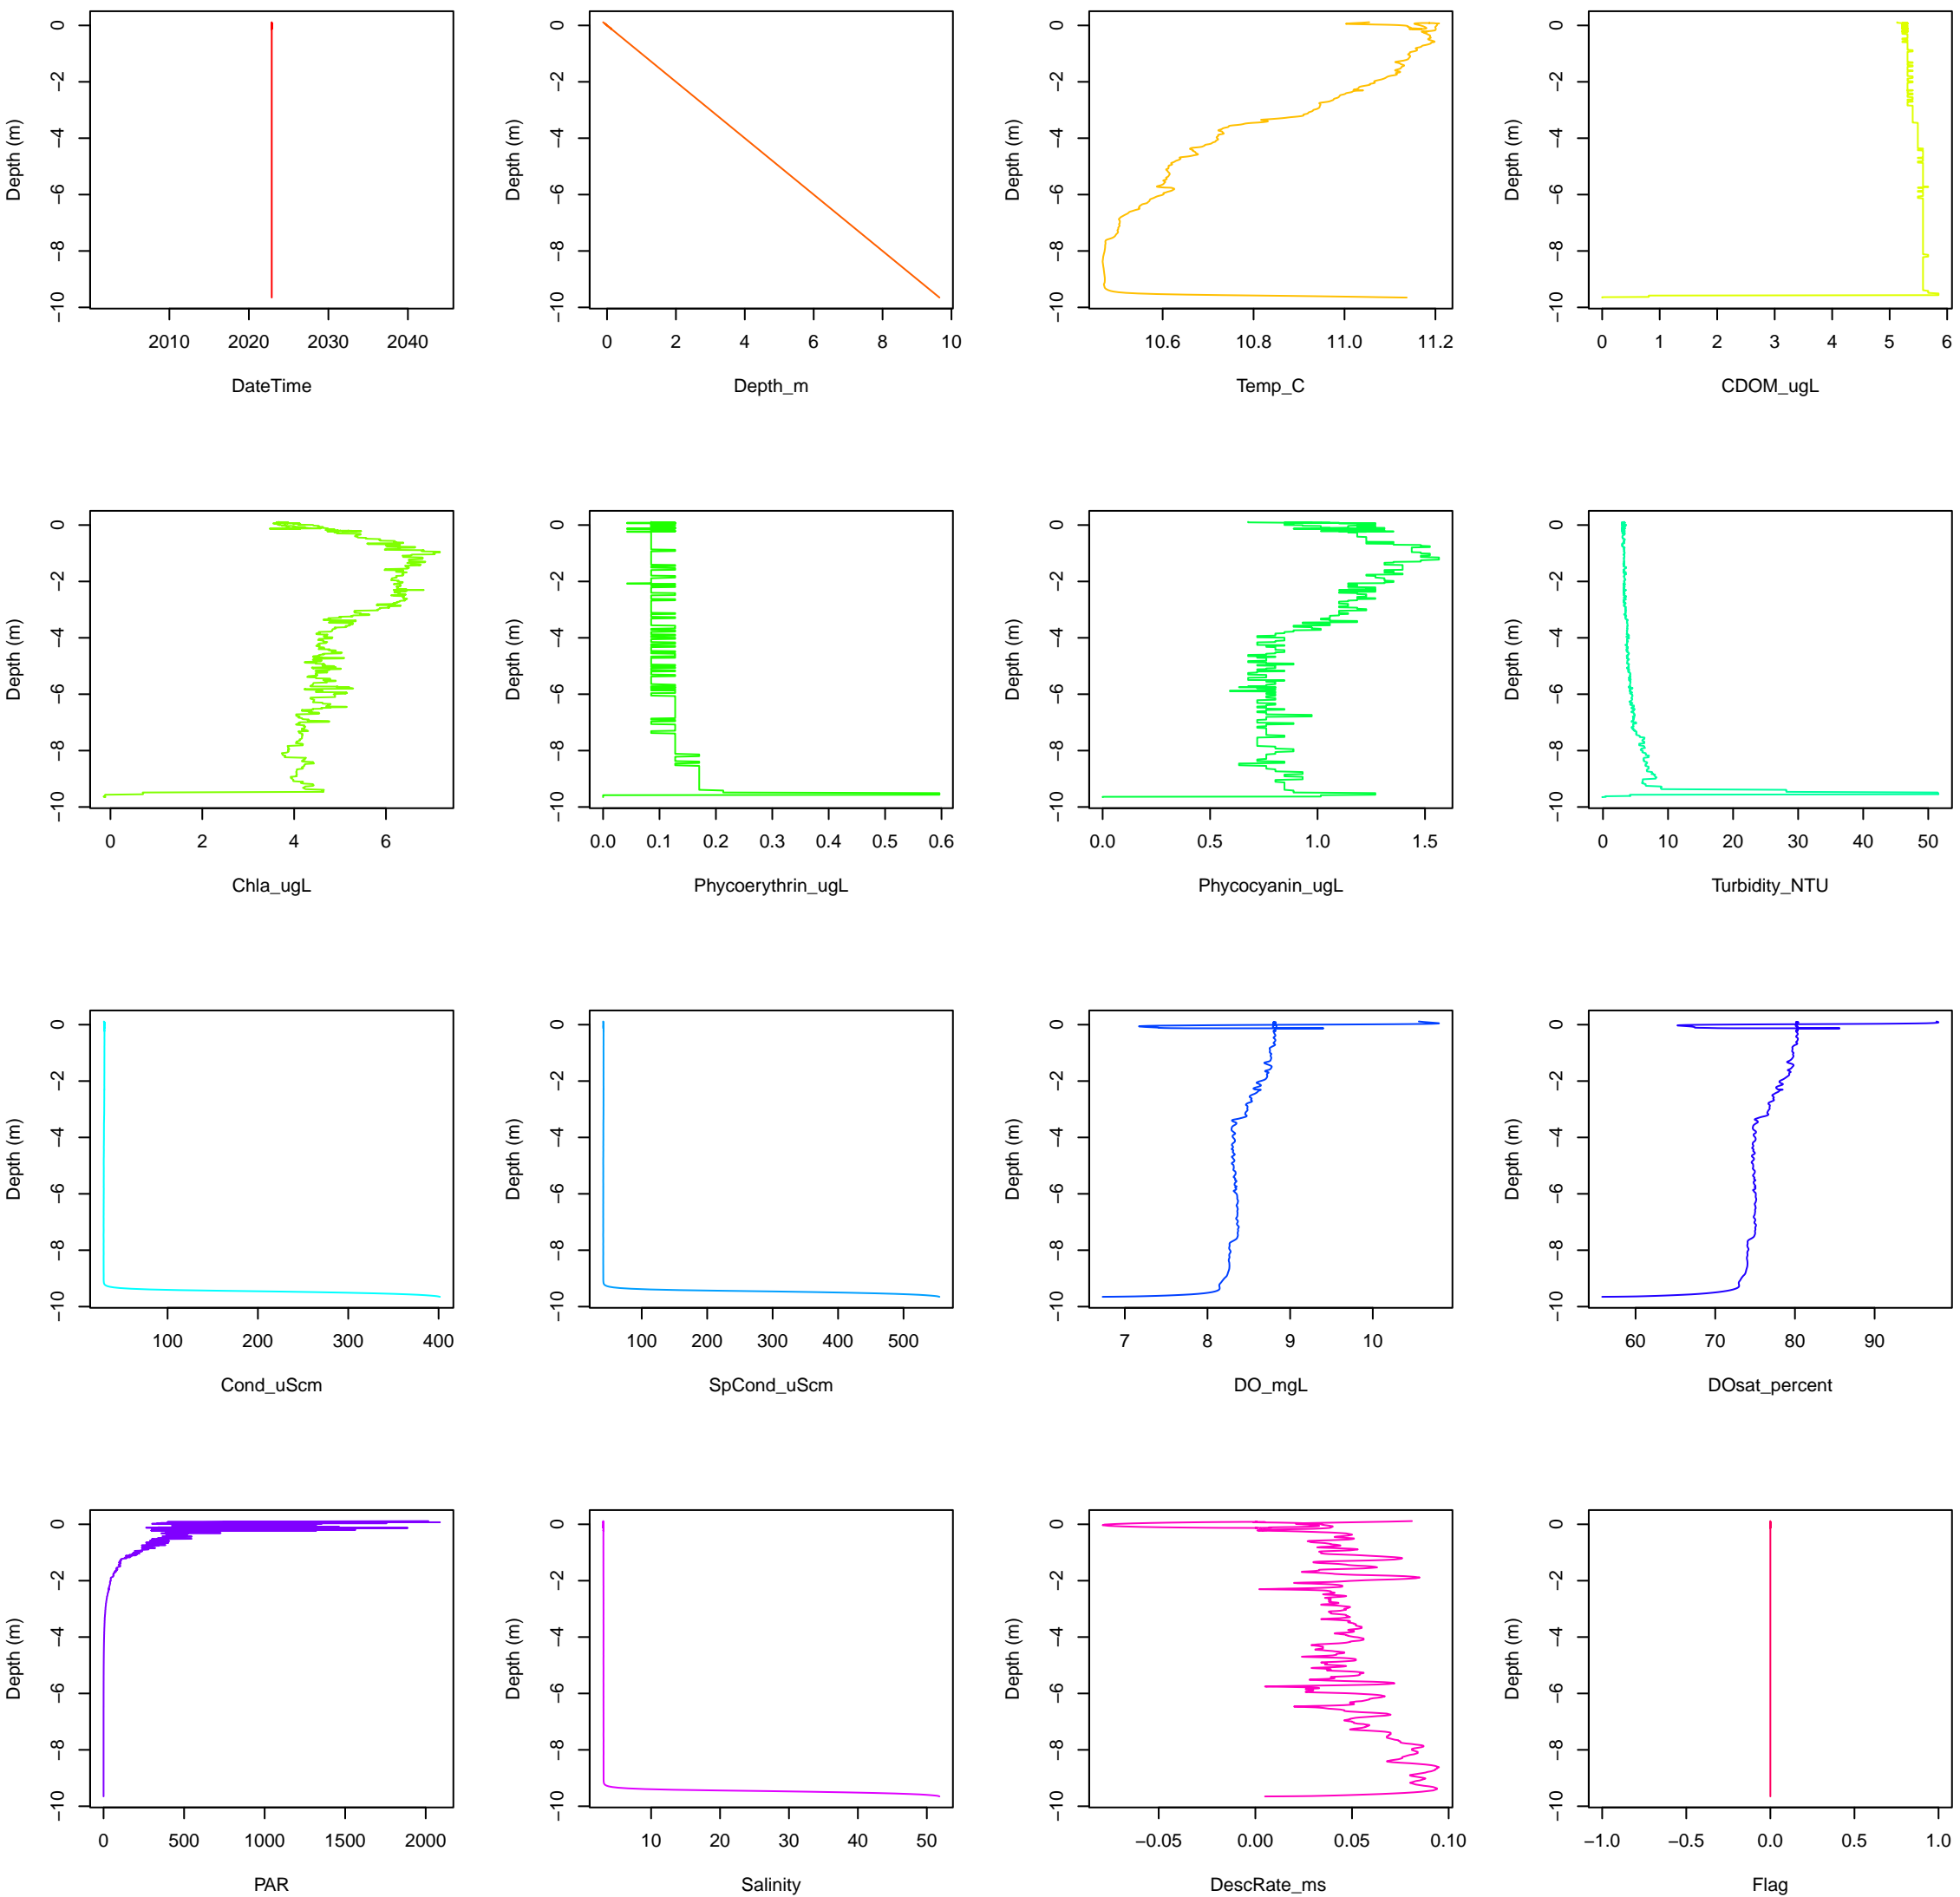 0
−2
−4
−6
−8
−10
Depth (m)
2010 2020 2030 2040
DateTime
0
−2
−4
−6
−8
−10
Depth (m)
0 2 4 6 8 10
Depth_m
0
−2
−4
−6
−8
−10
Depth (m)
10.6 10.8 11.0 11.2
Temp_C
0
−2
−4
−6
−8
−10
Depth (m)
0 1 2 3 4 5 6
CDOM_ugL
0
−2
−4
−6
−8
−10
Depth (m)
0 2 4 6
Chla_ugL
0
−2
−4
−6
−8
−10
Depth (m)
0.0 0.1 0.2 0.3 0.4 0.5 0.6
Phycoerythrin_ugL
0
−2
−4
−6
−8
−10
Depth (m)
0.0 0.5 1.0 1.5
Phycocyanin_ugL
0
−2
−4
−6
−8
−10
Depth (m)
0 10 20 30 40 50
Turbidity_NTU
0
−2
−4
−6
−8
−10
Depth (m)
100 200 300 400
Cond_uScm
0
−2
−4
−6
−8
−10
Depth (m)
100 200 300 400 500
SpCond_uScm
0
−2
−4
−6
−8
−10
Depth (m)
7 8 9 10
DO_mgL
0
−2
−4
−6
−8
−10
Depth (m)
60 70 80 90
DOsat_percent
0
−2
−4
−6
−8
−10
Depth (m)
0 500 1000 1500 2000
PAR
0
−2
−4
−6
−8
−10
Depth (m)
10 20 30 40 50
Salinity
0
−2
−4
−6
−8
−10
Depth (m)
−0.05 0.00 0.05 0.10
DescRate_ms
0
−2
−4
−6
−8
−10
Depth (m)
−1.0 −0.5 0.0 0.5 1.0
Flag